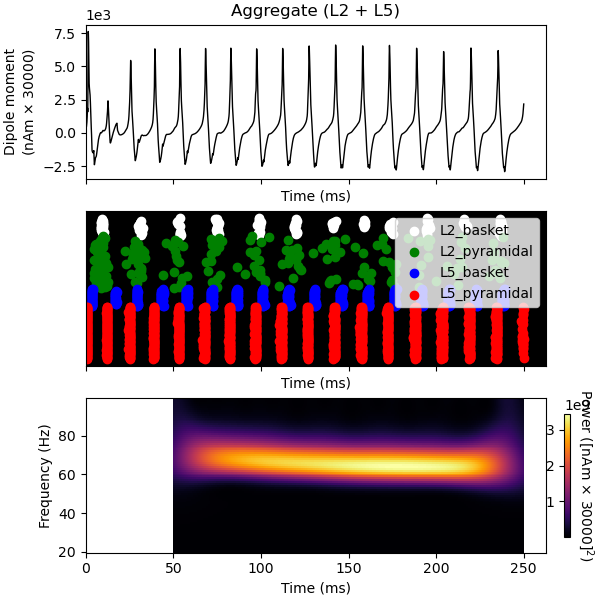 Aggregate (L2 + L5)
1e3
7.5
5.0
2.5
0.0
−2.5
Dipole moment
(nAm × 30000)
Time (ms)
L2_basket
L2_pyramidal
L5_basket
L5_pyramidal
Time (ms)
1e9
80
60
40
20
Frequency (Hz)
3
2
1
Power ([nAm × 30000]²)
0
50
100
150
200
250
Time (ms)